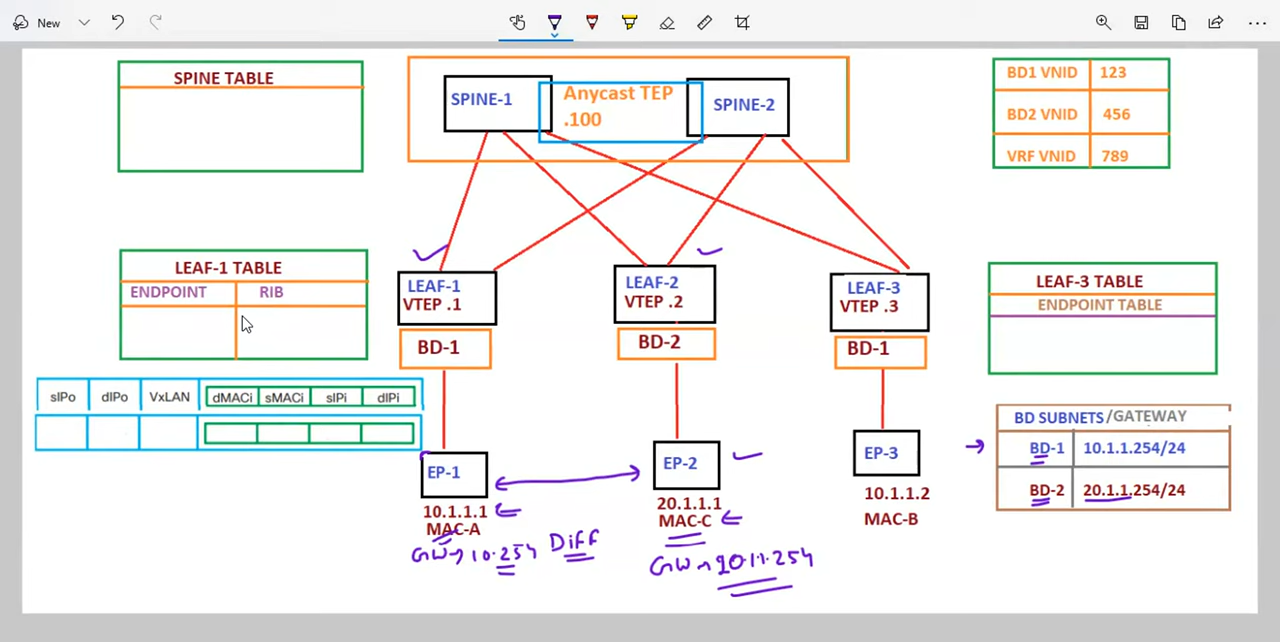 New
SPINE TABLE
SPINE-1
Anycast TEP
.100
SPINE-2
BD1 VNID 123
BD2 VNID 456
VRF VNID 789
LEAF-1 TABLE
ENDPOINT RIB
LEAF-1
VTEP .1
BD-1
LEAF-2
VTEP .2
BD-2
LEAF-3
VTEP .3
BD-1
LEAF-3 TABLE
ENDPOINT TABLE
sIPo dIPo VxLAN dMACi sMACi sIPi dIPi
BD SUBNETS/GATEWAY
BD-1 10.1.1.254/24
BD-2 20.1.1.254/24
EP-1
10.1.1.1
MAC-A
GW→ 10.254 Diff
EP-2
20.1.1.1
MAC-C
GW→ 20.1.1.254
EP-3
10.1.1.2
MAC-B